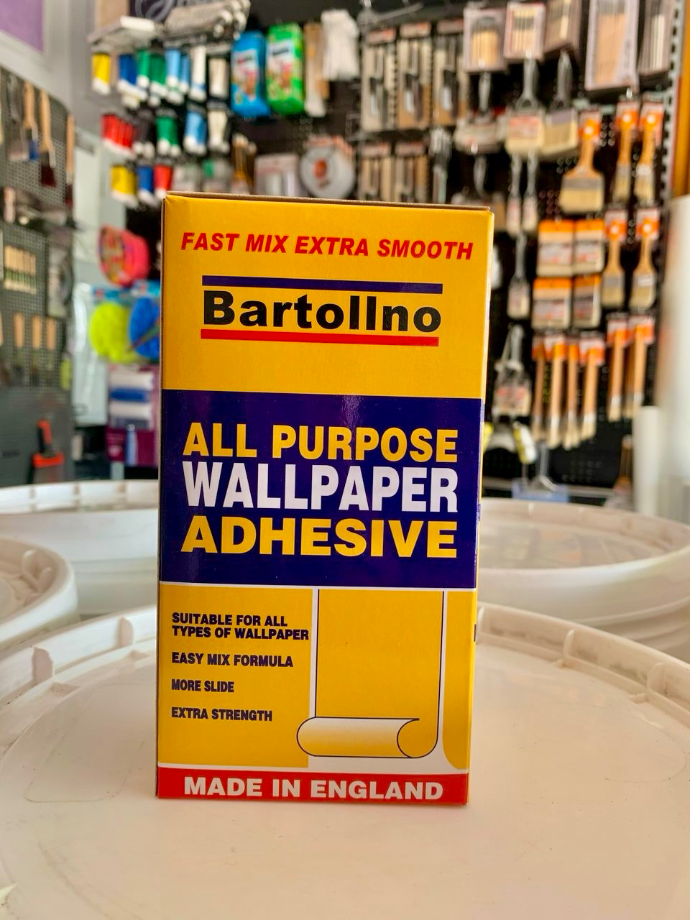 FAST MIX EXTRA SMOOTH
Bartollno
ALL PURPOSE
WALLPAPER
ADHESIVE
SUITABLE FOR ALL
TYPES OF WALLPAPER
EASY MIX FORMULA
MORE SLIDE
EXTRA STRENGTH
MADE IN ENGLAND